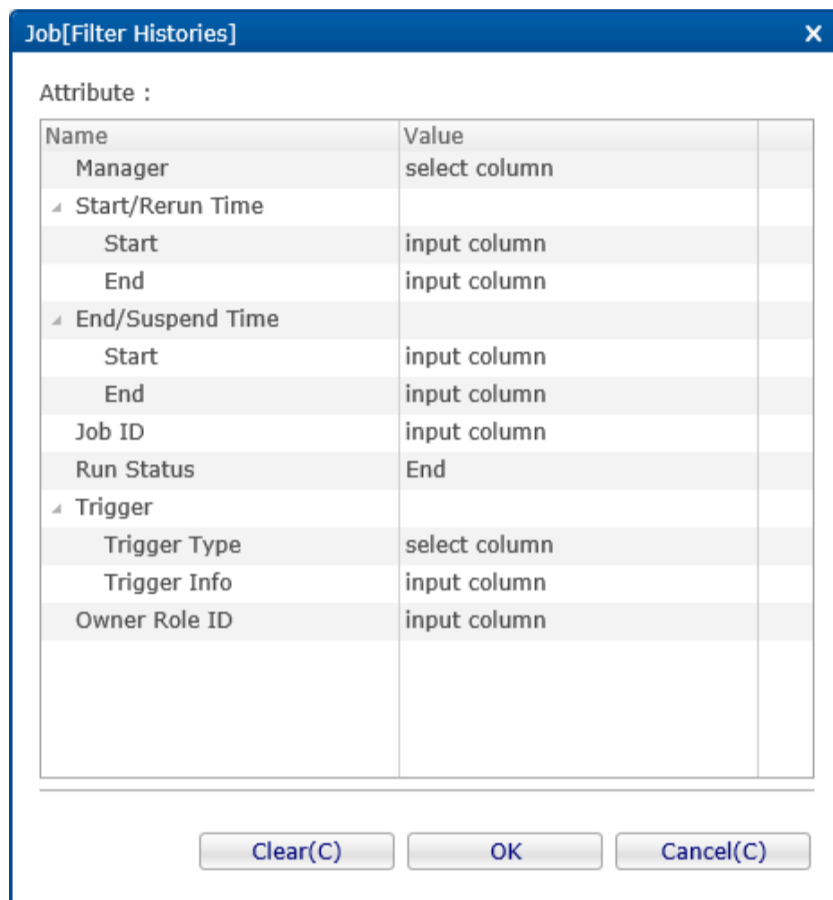 Job[Filter Histories] X
Attribute :
Name Value
Manager select column
Start/Rerun Time
Start input column
End input column
End/Suspend Time
Start input column
End input column
Job ID input column
Run Status End
Trigger
Trigger Type select column
Trigger Info input column
Owner Role ID input column
Clear(C) OK Cancel(C)